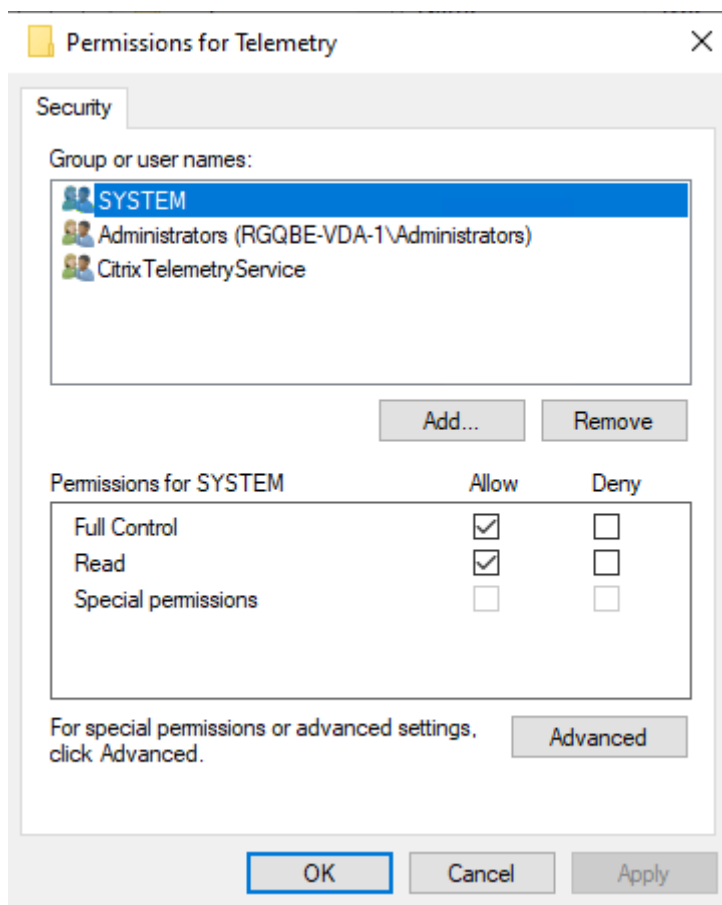 Permissions for Telemetry
Security
Group or user names:
SYSTEM
Administrators (RGQBE-VDA-1\Administrators)
CitrixTelemetryService
Add...
Remove
Permissions for SYSTEM Allow Deny
Full Control
Read
Special permissions
For special permissions or advanced settings,
click Advanced.
Advanced
OK
Cancel
Apply